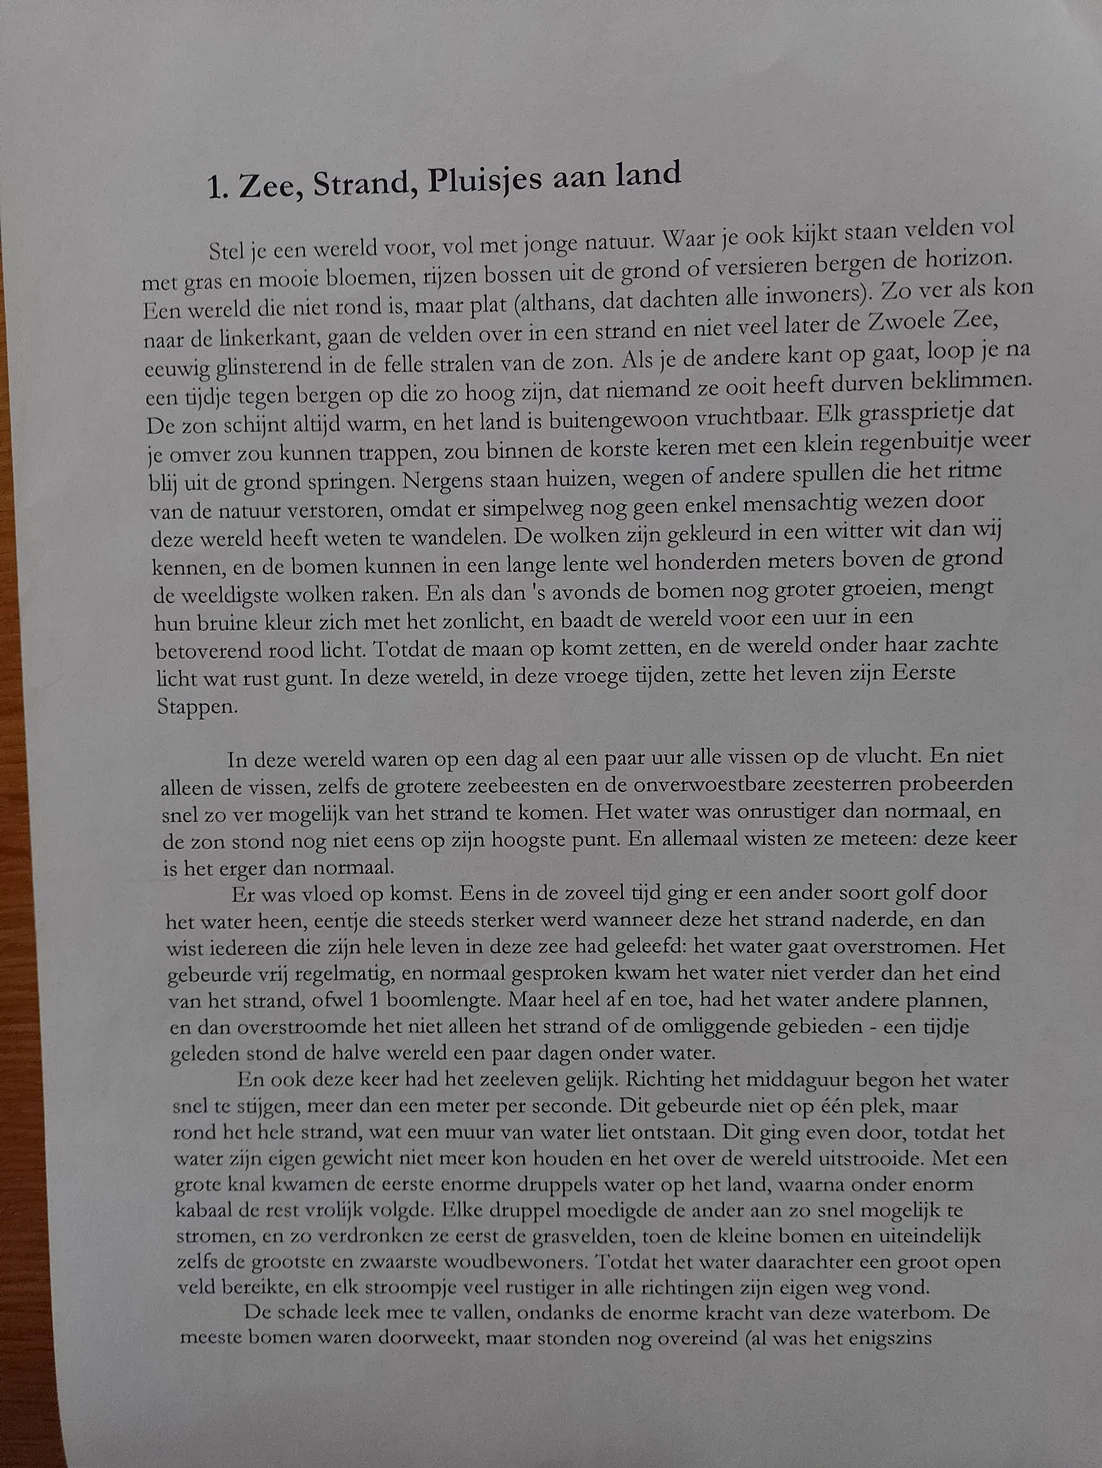 1. Zee, Strand, Pluisjes aan land
Stel je een wereld voor, vol met jonge natuur. Waar je ook kijkt staan velden vol
met gras en mooie bloemen, rijzen bossen uit de grond of versieren bergen de horizon.
Een wereld die niet rond is, maar plat (althans, dat dachten alle inwoners). Zo ver als kon
naar de linkerkant, gaan de velden over in een strand en niet veel later de Zwoele Zee,
eeuwig glinsterend in de felle stralen van de zon. Als je de andere kant op gaat, loop je na
een tijdje tegen bergen op die zo hoog zijn, dat niemand ze ooit heeft durven beklimmen.
De zon schijnt altijd warm, en het land is buitengewoon vruchtbaar. Elk grassprietje dat
je omver zou kunnen trappen, zou binnen de korste keren met een klein regenbuitje weer
blij uit de grond springen. Nergens staan huizen, wegen of andere spullen die het ritme
van de natuur verstoren, omdat er simpelweg nog geen enkel mensachtig wezen door
deze wereld heeft weten te wandelen. De wolken zijn gekleurd in een witter wit dan wij
kennen, en de bomen kunnen in een lange lente wel honderden meters boven de grond
de weeldigste wolken raken. En als dan 's avonds de bomen nog groter groeien, mengt
hun bruine kleur zich met het zonlicht, en baadt de wereld voor een uur in een
betoverend rood licht. Totdat de maan op komt zetten, en de wereld onder haar zachte
licht wat rust gunt. In deze wereld, in deze vroege tijden, zette het leven zijn Eerste
Stappen.
In deze wereld waren op een dag al een paar uur alle vissen op de vlucht. En niet
alleen de vissen, zelfs de grotere zeebeesten en de onverwoestbare zeesterren probeerden
snel zo ver mogelijk van het strand te komen. Het water was onrustiger dan normaal, en
de zon stond nog niet eens op zijn hoogste punt. En allemaal wisten ze meteen: deze keer
is het erger dan normaal.
Er was vloed op komst. Eens in de zoveel tijd ging er een ander soort golf door
het water heen, eentje die steeds sterker werd wanneer deze het strand naderde, en dan
wist iedereen die zijn hele leven in deze zee had geleefd: het water gaat overstromen. Het
gebeurde vrij regelmatig, en normaal gesproken kwam het water niet verder dan het eind
van het strand, ofwel 1 boomlengte. Maar heel af en toe, had het water andere plannen,
en dan overstroomde het niet alleen het strand of de omliggende gebieden - een tijdje
geleden stond de halve wereld een paar dagen onder water.
En ook deze keer had het zeeleven gelijk. Richting het middaguur begon het water
snel te stijgen, meer dan een meter per seconde. Dit gebeurde niet op één plek, maar
rond het hele strand, wat een muur van water liet ontstaan. Dit ging even door, totdat het
water zijn eigen gewicht niet meer kon houden en het over de wereld uitstrooide. Met een
grote knal kwamen de eerste enorme druppels water op het land, waarna onder enorm
kabaal de rest vrolijk volgde. Elke druppel moedigde de ander aan zo snel mogelijk te
stromen, en zo verdronken ze eerst de grasvelden, toen de kleine bomen en uiteindelijk
zelfs de grootste en zwaarste woudbewoners. Totdat het water daarachter een groot open
veld bereikte, en elk stroompje veel rustiger in alle richtingen zijn eigen weg vond.
De schade leek mee te vallen, ondanks de enorme kracht van deze waterbom. De
meeste bomen waren doorweekt, maar stonden nog overeind (al was het enigszins